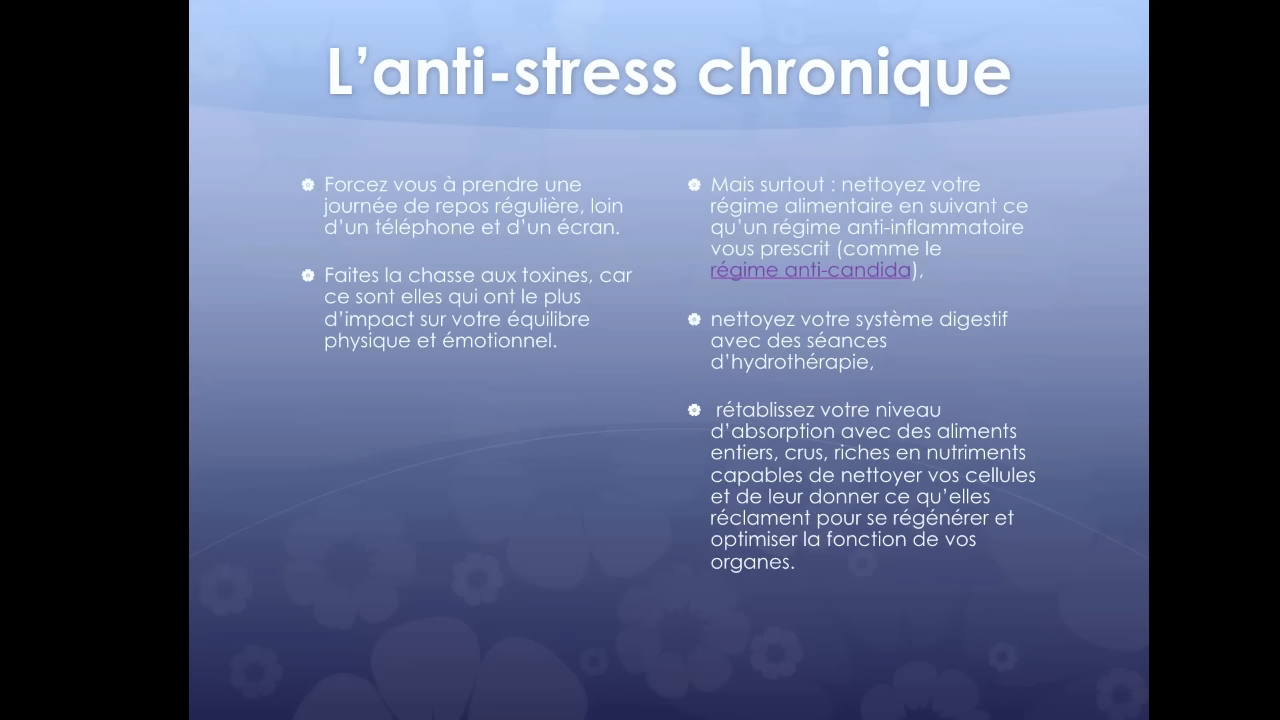 L’anti-stress chronique
Forcez vous à prendre une
journée de repos régulière, loin
d’un téléphone et d’un écran.
Faites la chasse aux toxines, car
ce sont elles qui ont le plus
d’impact sur votre équilibre
physique et émotionnel.
Mais surtout : nettoyez votre
régime alimentaire en suivant ce
qu’un régime anti-inflammatoire
vous prescrit (comme le
régime anti-candida),
nettoyez votre système digestif
avec des séances
d’hydrothérapie,
rétablissez votre niveau
d’absorption avec des aliments
entiers, crus, riches en nutriments
capables de nettoyer vos cellules
et de leur donner ce qu’elles
réclament pour se régénérer et
optimiser la fonction de vos
organes.